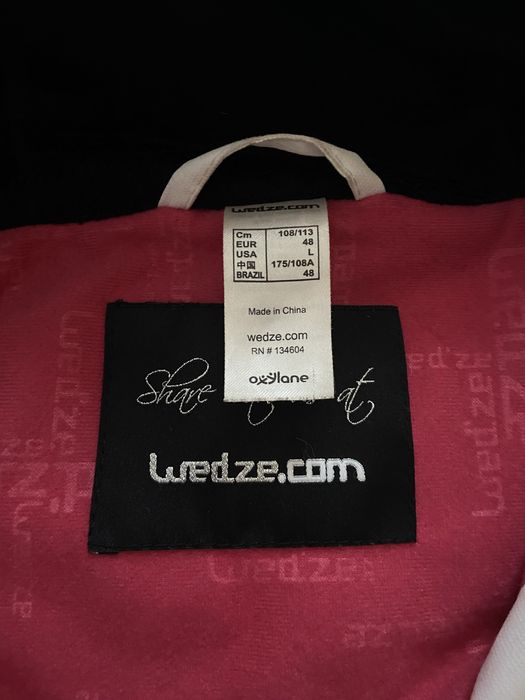 wedze.com
Cm 108/113
EUR 48
USA L
中国 175/108A
BRAZIL 48
Made in China
wedze.com
RN # 134604
oxylane
Share at
wedze.com
wedze